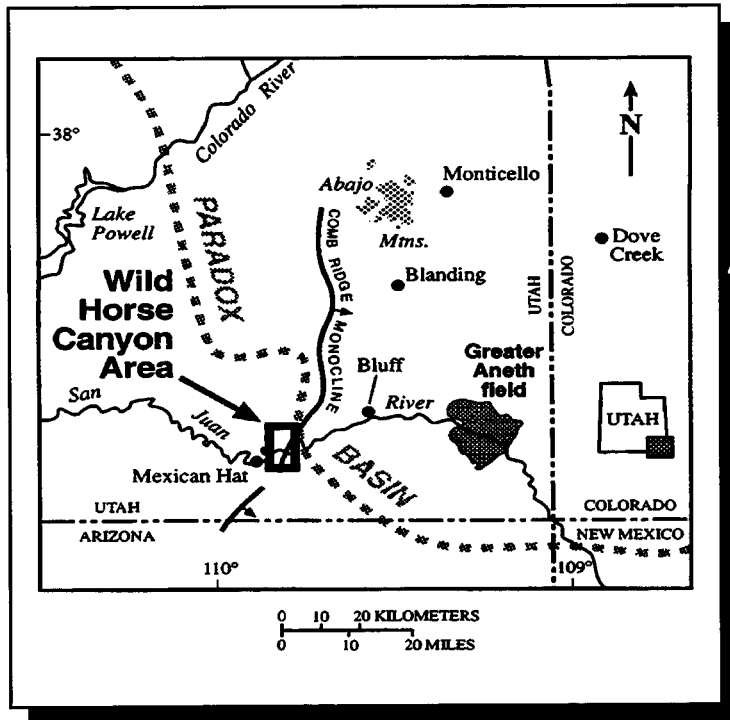 Colorado River
38°
N
Abajo
Mtns.
Monticello
Lake
Powell
PARADOX
Dove
Creek
COMB RIDGE MONOCLINE
UTAH
COLORADO
Wild
Horse
Canyon
Area
Blanding
Greater
Aneth
field
Bluff
San
Juan
River
UTAH
BASIN
Mexican Hat
UTAH
ARIZONA
COLORADO
NEW MEXICO
110°
109°
0 10 20 KILOMETERS
0 10 20 MILES